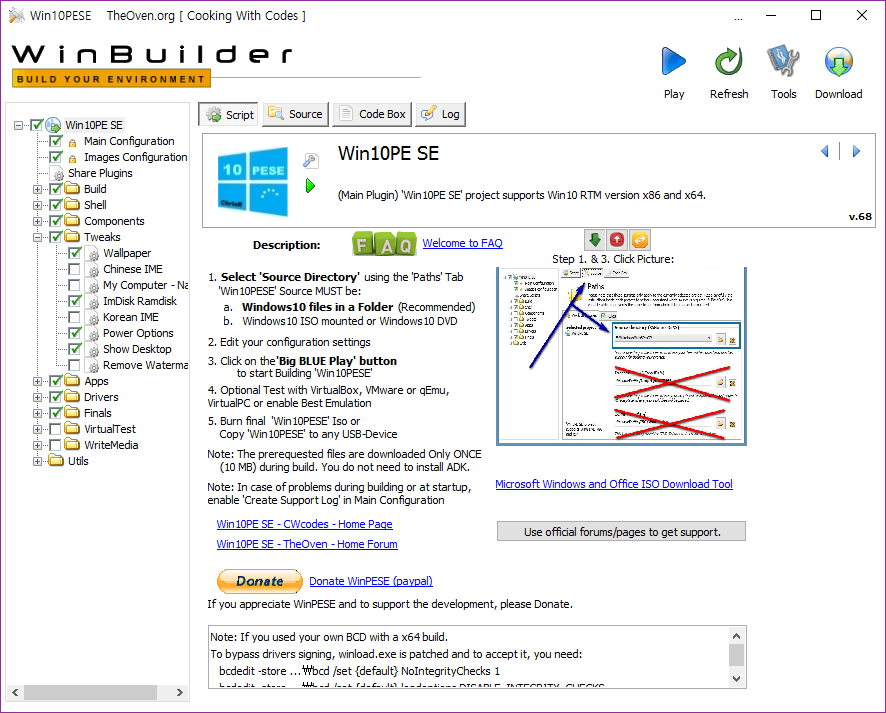 Win10PESE TheOven.org [ Cooking With Codes ]
...
WinBuilder
BUILD YOUR ENVIRONMENT
Play
Refresh
Tools
Download
Win10PE SE
Main Configuration
Images Configuration
Share Plugins
Build
Shell
Components
Tweaks
Wallpaper
Chinese IME
My Computer - Na
ImDisk Ramdisk
Korean IME
Power Options
Show Desktop
Remove Waterma
Apps
Drivers
Finals
VirtualTest
WriteMedia
Utils
Script
Source
Code Box
Log
10 PESE
ChrisR
Win10PE SE
(Main Plugin) 'Win10PE SE' project supports Win10 RTM version x86 and x64.
v.68
Description:
FAQ
Welcome to FAQ
Step 1. & 3. Click Picture:
1. Select 'Source Directory' using the 'Paths' Tab
'Win10PESE' Source MUST be:
a. Windows10 files in a Folder (Recommended)
b. Windows10 ISO mounted or Windows10 DVD
2. Edit your configuration settings
3. Click on the 'Big BLUE Play' button
to start Building 'Win10PESE'
4. Optional Test with VirtualBox, VMware or qEmu,
VirtualPC or enable Best Emulation
5. Burn final 'Win10PESE' Iso or
Copy 'Win10PESE' to any USB-Device
Note: The prerequested files are downloaded Only ONCE
(10 MB) during build. You do not need to install ADK.
Note: In case of problems during building or at startup,
enable 'Create Support Log' in Main Configuration
Paths
Microsoft Windows and Office ISO Download Tool
Win10PE SE - CWcodes - Home Page
Win10PE SE - TheOven - Home Forum
Use official forums/pages to get support.
Donate
Donate WinPESE (paypal)
If you appreciate WinPESE and to support the development, please Donate.
Note: If you used your own BCD with a x64 build.
To bypass drivers signing, winload.exe is patched and to accept it, you need:
bcdedit -store ...₩bcd /set {default} NoIntegrityChecks 1
bcdedit -store ...₩bcd /set {default} loadoptions DISABLE_INTEGRITY_CHECKS